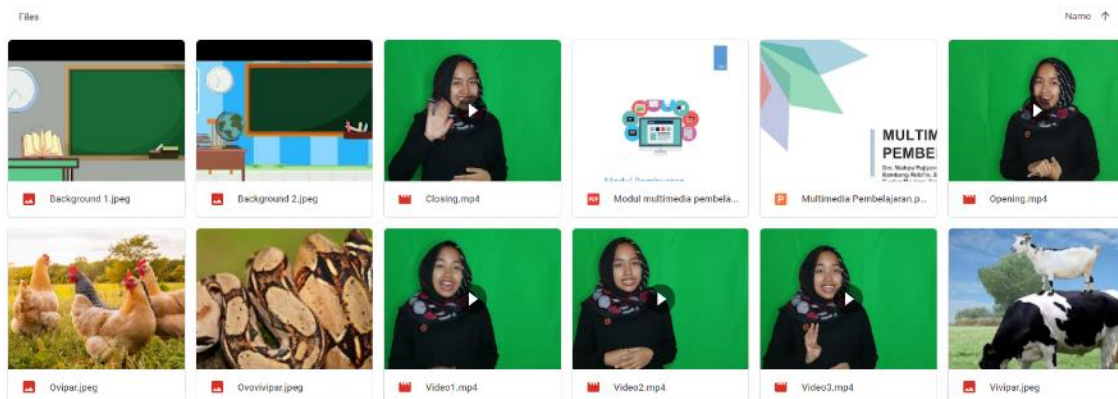 Files
Name
Background 1.jpeg
Background 2.jpeg
Closing.mp4
PDF
Modul multimedia pembela...
MULTIM
PEMBE
P
Multimedia Pembelajaran.p...
Opening.mp4
Ovipar.jpeg
Ovovivipar.jpeg
Video1.mp4
Video2.mp4
Video3.mp4
Vivipar.jpeg